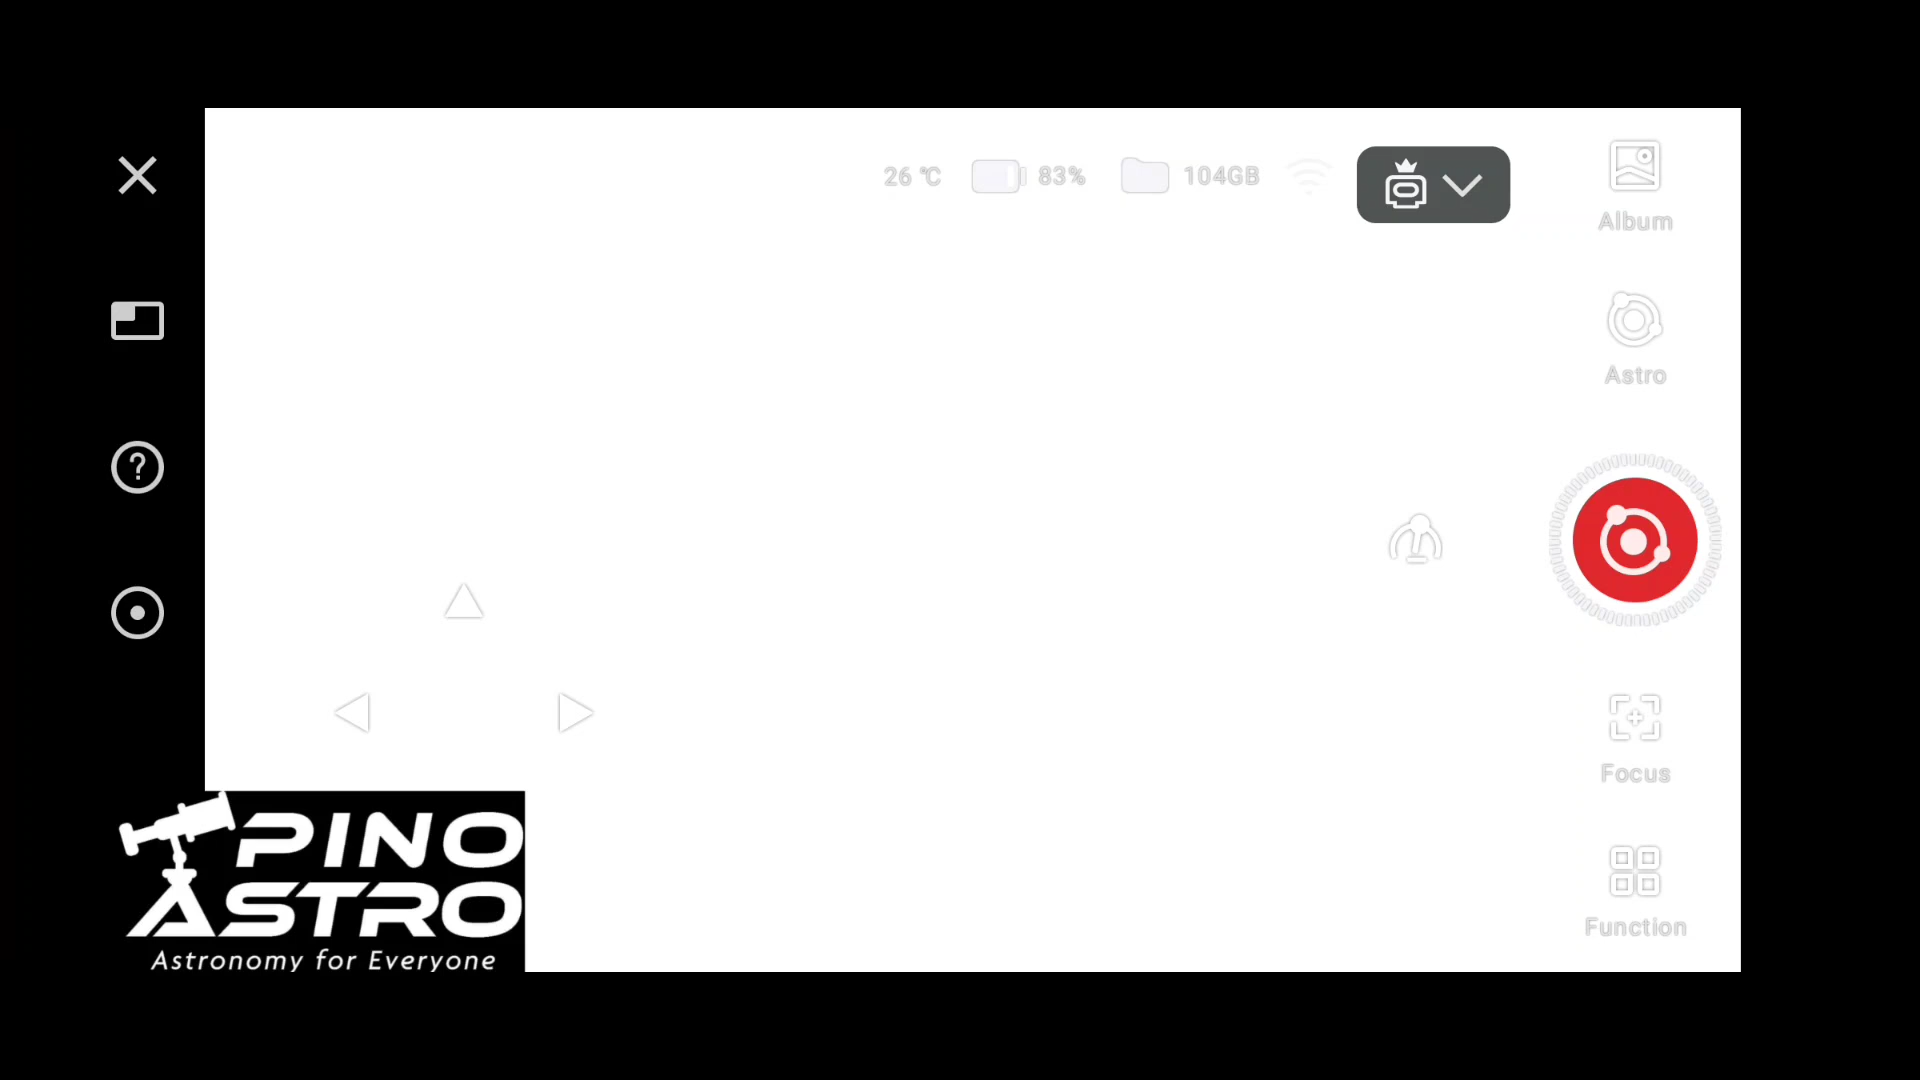 26 ℃ 83% 104GB
Album
Astro
Focus
Function
PINO
ASTRO
Astronomy for Everyone